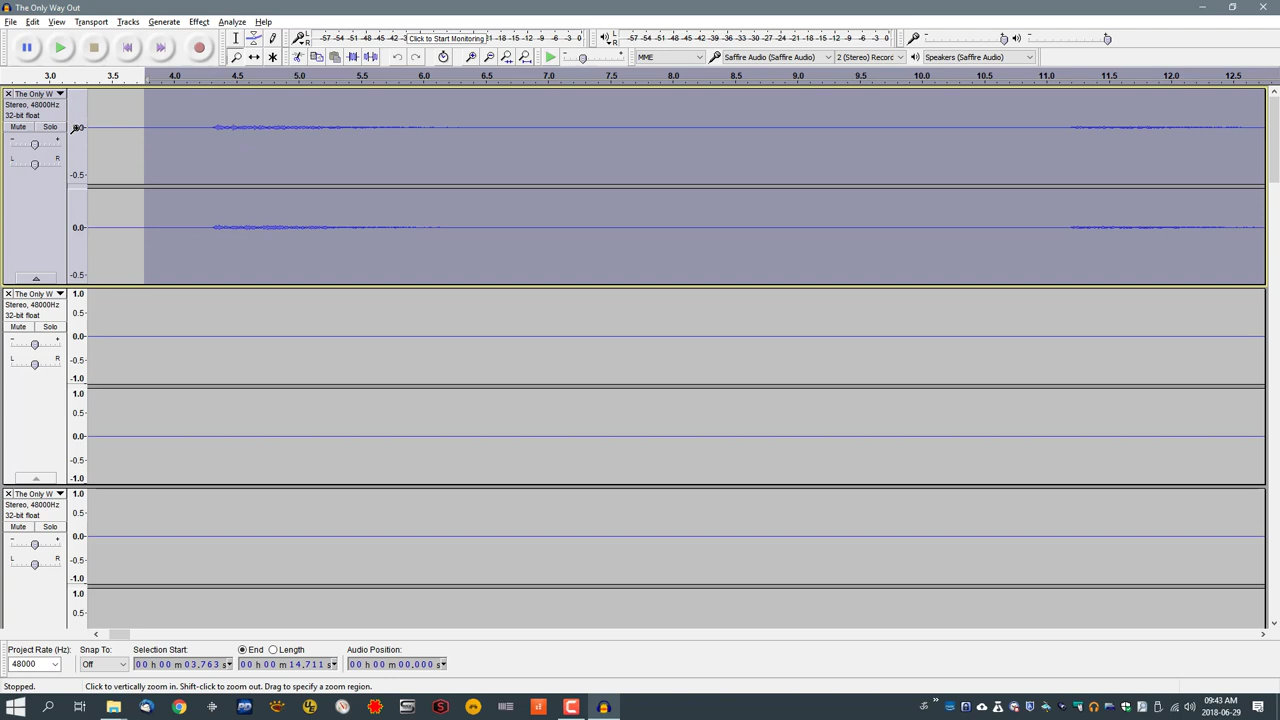 The Only Way Out
File Edit View Transport Tracks Generate Effect Analyze Help
L R -57 -54 -51 -48 -45 -42 -3 Click to Start Monitoring -18 -15 -12 -9 -6 -3 0
L R -57 -54 -51 -48 -45 -42 -39 -36 -33 -30 -27 -24 -21 -18 -15 -12 -9 -6 -3 0
MME Saffire Audio (Saffire Audio) 2 (Stereo) Recorc Speakers (Saffire Audio)
3.0 3.5 4.0 4.5 5.0 5.5 6.0 6.5 7.0 7.5 8.0 8.5 9.0 9.5 10.0 10.5 11.0 11.5 12.0 12.5
The Only W
Stereo, 48000Hz
32-bit float
Mute Solo
- +
L R
-0.5
0.0
-0.5
The Only W 1.0
Stereo, 48000Hz 0.5
32-bit float
Mute Solo 0.0
- +
L R -0.5
-1.0
1.0
0.5
0.0
-0.5
-1.0
The Only W 1.0
Stereo, 48000Hz 0.5
32-bit float
Mute Solo 0.0
- +
L R -0.5
-1.0
1.0
0.5
Project Rate (Hz): Snap To: Selection Start: End Length Audio Position:
48000 Off 00 h 00 m 03,763 s 00 h 00 m 14,711 s 00 h 00 m 00,000 s
Stopped. Click to vertically zoom in, Shift-click to zoom out. Drag to specify a zoom region.
09:43 AM
2018-06-29